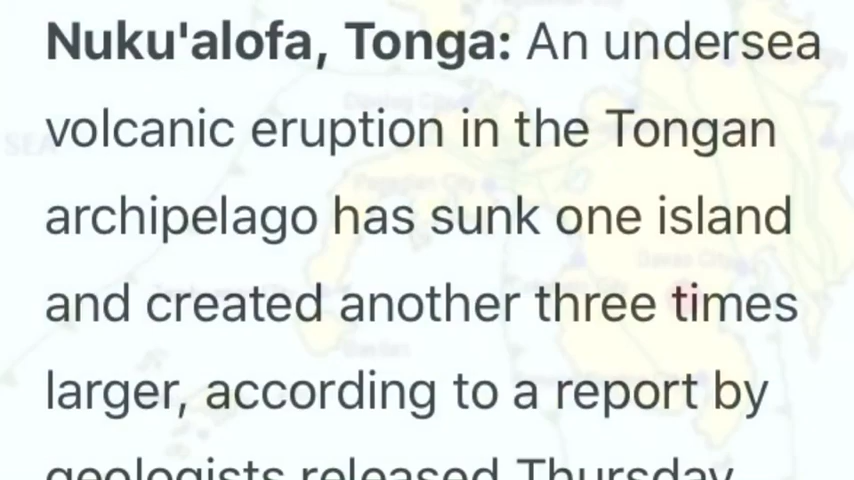 Nuku'alofa, Tonga: An undersea
volcanic eruption in the Tongan
archipelago has sunk one island
and created another three times
larger, according to a report by
geologists released Thursday